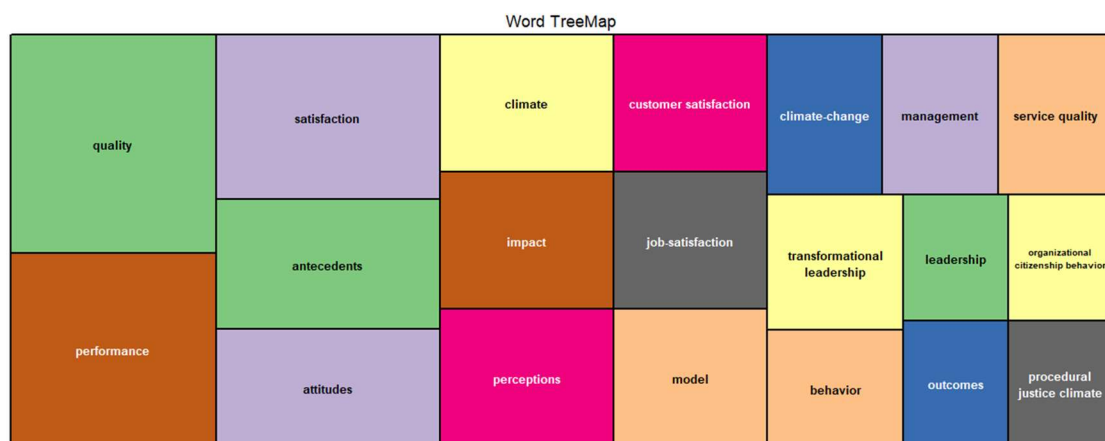 Word TreeMap
quality
performance
satisfaction
antecedents
attitudes
climate
impact
perceptions
customer satisfaction
job-satisfaction
model
climate-change
management
service quality
transformational
leadership
behavior
leadership
outcomes
organizational
citizenship behavior
procedural
justice climate